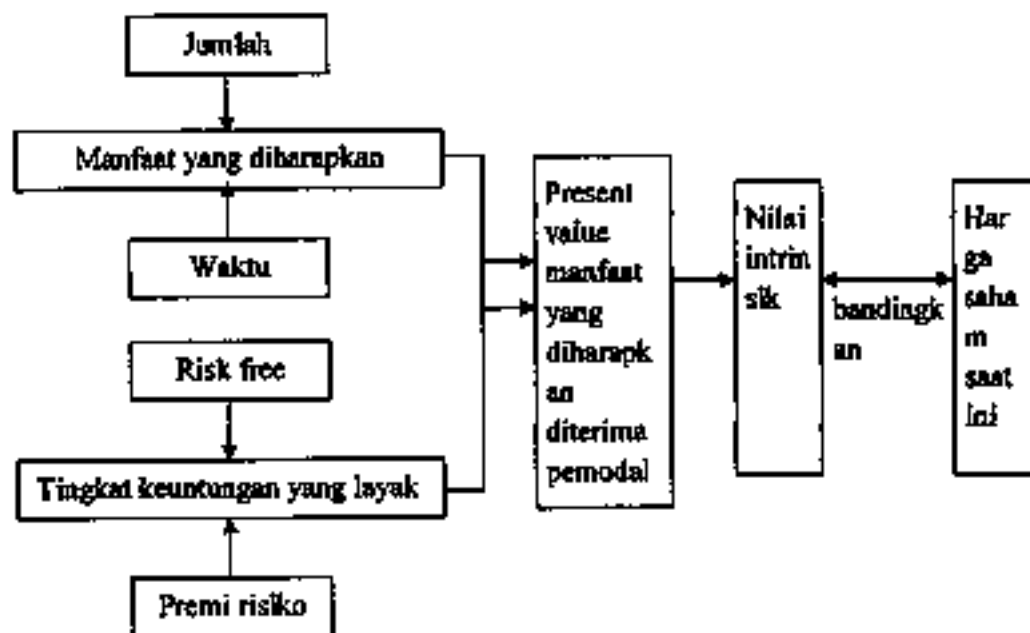 Jumlah
Manfaat yang diharapkan
Waktu
Risk free
Tingkat keuntungan yang layak
Premi risiko
Present
value
manfaat
yang
diharapk
an
diterima
pemodal
Nilai
intrin
sik
bandingk
an
Har
ga
saha
m
saat
ini